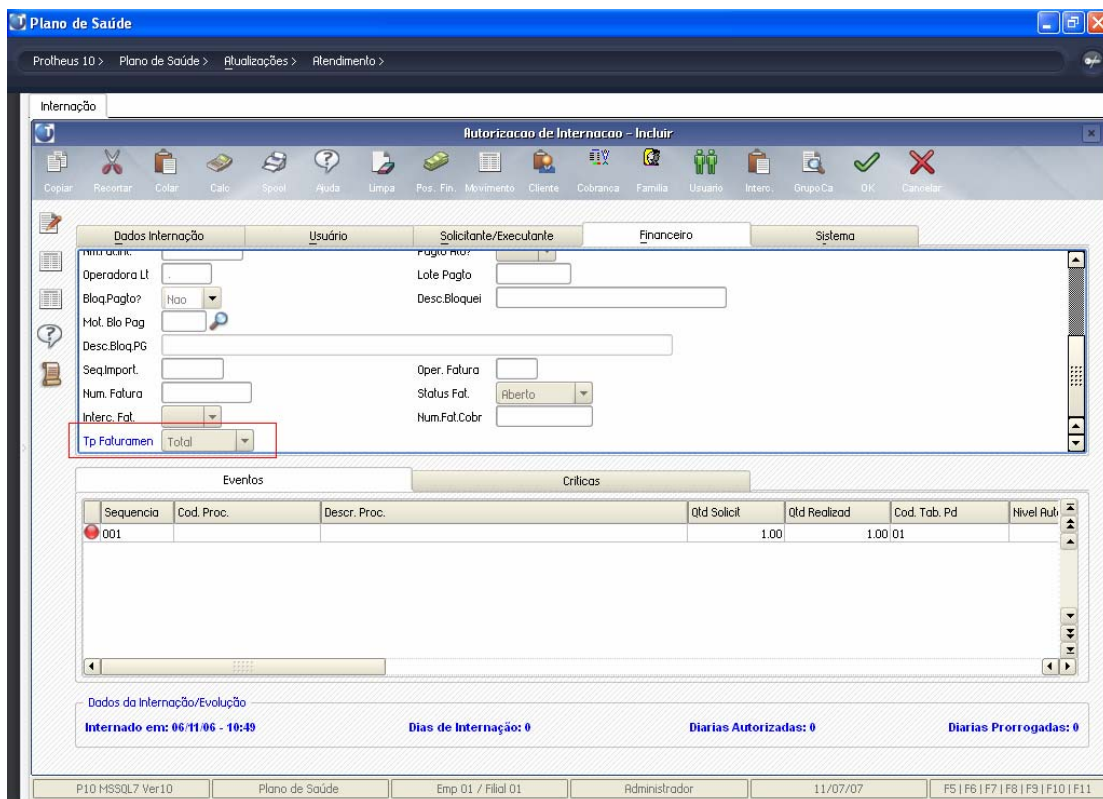 Plano de Saúde
Protheus 10 > Plano de Saúde > Atualizações > Atendimento >
Internação
Autorizacao de Internacao - Incluir
Copiar Recortar Colar Calc Spool Ajuda Limpa Pos. Fin. Movimento Cliente Cobranca Familia Usuario Interc. GrupoCa OK Cancelar
Dados Internação Usuário Solicitante/Executante Financeiro Sistema
Operadora Lt . Lote Pagto
Bloq.Pagto? Nao Desc.Bloquei
Mot. Blo Pag
Desc.Bloq.PG
Seq.Import. Oper. Fatura
Num. Fatura Status Fat. Aberto
Interc. Fat. Num.Fat.Cobr
Tp Faturamen Total
Eventos Criticas
Sequencia Cod. Proc. Descr. Proc. Qtd Solicit Qtd Realizad Cod. Tab. Pd Nivel Aut
001 1.00 1.00 01
Dados da Internação/Evolução
Internado em: 06/11/06 - 10:49 Dias de Internação: 0 Diarias Autorizadas: 0 Diarias Prorrogadas: 0
P10 MSSQL7 Ver10 Plano de Saúde Emp 01 / Filial 01 Administrador 11/07/07 F5 | F6 | F7 | F8 | F9 | F10 | F11